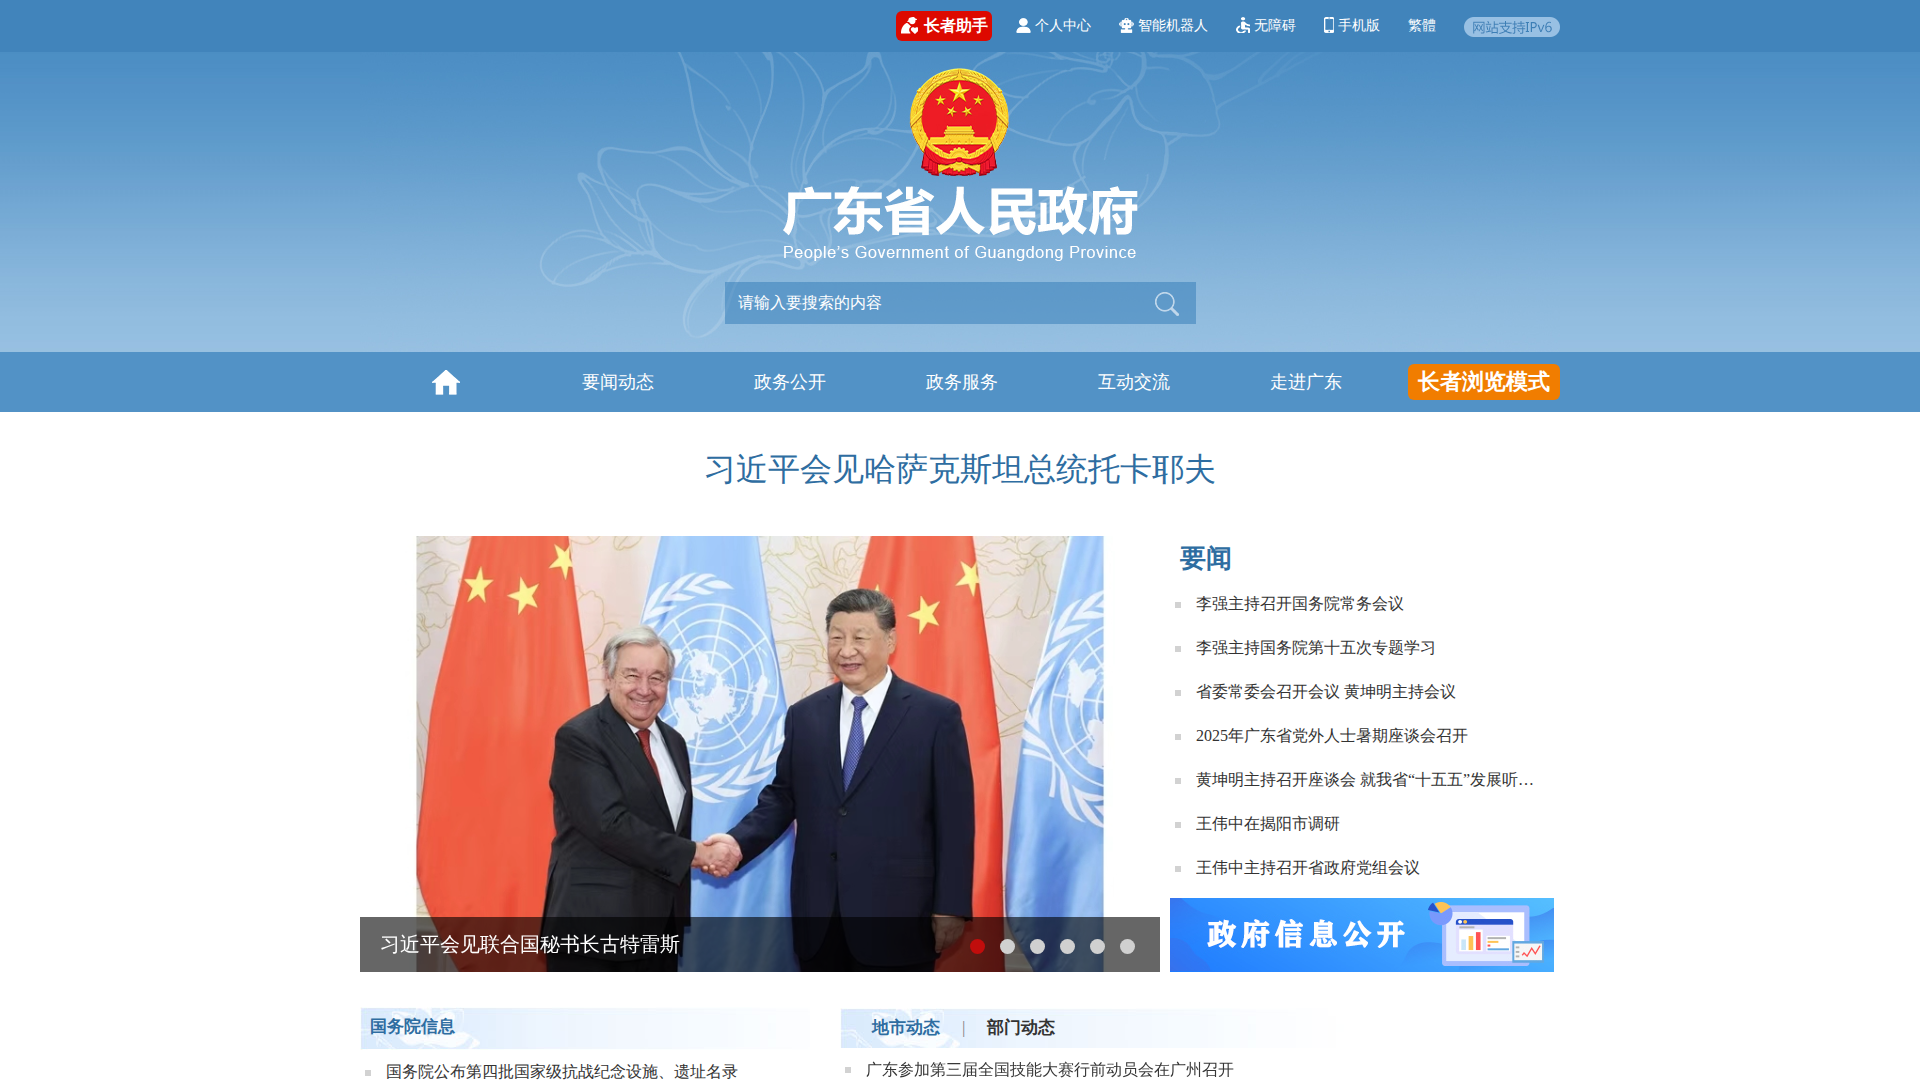 长者助手 个人中心 智能机器人 无障碍 手机版 繁體 网站支持IPv6
广东省人民政府
People's Government of Guangdong Province
请输入要搜索的内容
要闻动态 政务公开 政务服务 互动交流 走进广东 长者浏览模式
习近平会见哈萨克斯坦总统托卡耶夫
习近平会见联合国秘书长古特雷斯
要闻
李强主持召开国务院常务会议
李强主持国务院第十五次专题学习
省委常委会召开会议 黄坤明主持会议
2025年广东省党外人士暑期座谈会召开
黄坤明主持召开座谈会 就我省“十五五”发展听…
王伟中在揭阳市调研
王伟中主持召开省政府党组会议
政府信息公开
国务院信息
国务院公布第四批国家级抗战纪念设施、遗址名录
地市动态 | 部门动态
广东参加第三届全国技能大赛行前动员会在广州召开